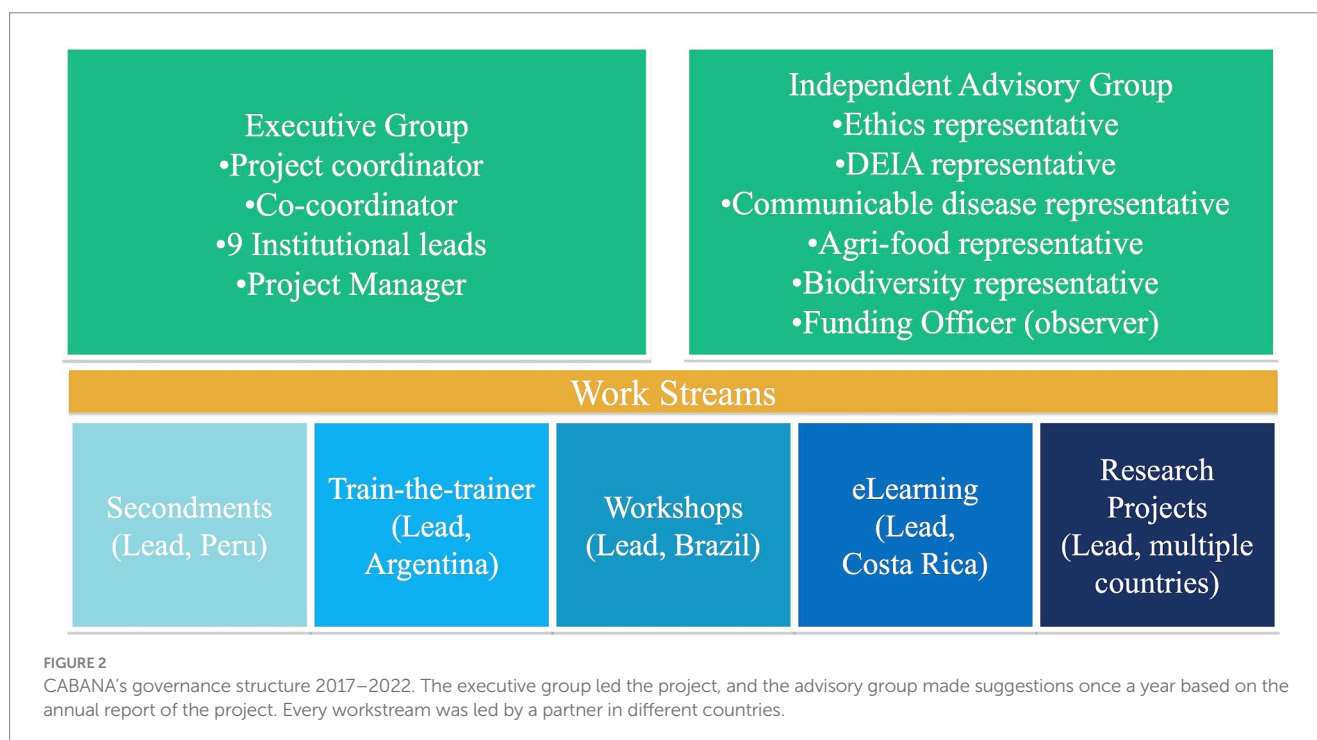 Executive Group
•Project coordinator
•Co-coordinator
•9 Institutional leads
•Project Manager
Independent Advisory Group
•Ethics representative
•DEIA representative
•Communicable disease representative
•Agri-food representative
•Biodiversity representative
•Funding Officer (observer)
Work Streams
Secondments
(Lead, Peru)
Train-the-trainer
(Lead,
Argentina)
Workshops
(Lead, Brazil)
eLearning
(Lead,
Costa Rica)
Research
Projects
(Lead, multiple
countries)
FIGURE 2
CABANA’s governance structure 2017–2022. The executive group led the project, and the advisory group made suggestions once a year based on the
annual report of the project. Every workstream was led by a partner in different countries.